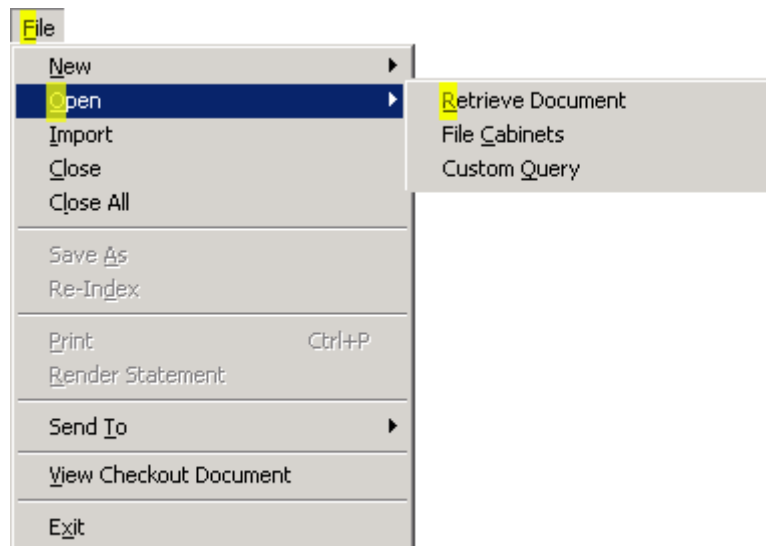 File
New
Open
Import
Close
Close All
Save As
Re-Index
Print Ctrl+P
Render Statement
Send To
View Checkout Document
Exit
Retrieve Document
File Cabinets
Custom Query